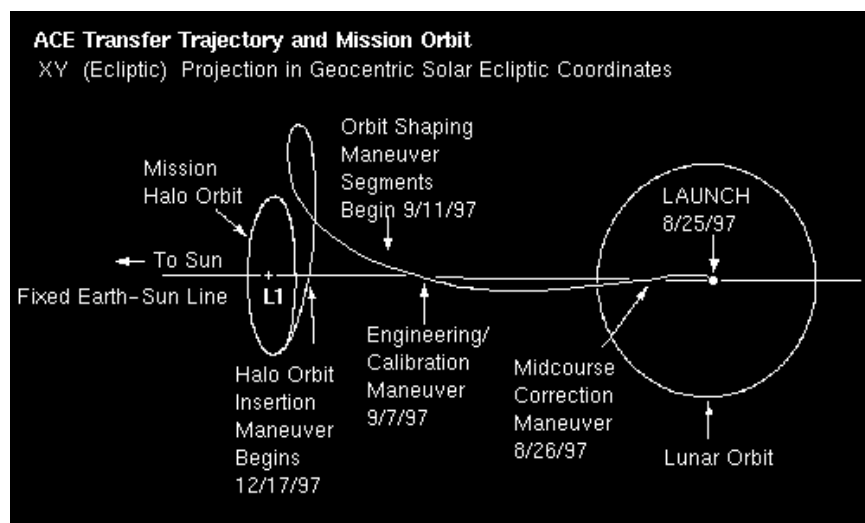 ACE Transfer Trajectory and Mission Orbit
XY (Ecliptic) Projection in Geocentric Solar Ecliptic Coordinates
Orbit Shaping
Maneuver
Segments
Begin 9/11/97
Mission
Halo Orbit
LAUNCH
8/25/97
To Sun
Fixed Earth-Sun Line
L1
Halo Orbit
Insertion
Maneuver
Begins
12/17/97
Engineering/
Calibration
Maneuver
9/7/97
Midcourse
Correction
Maneuver
8/26/97
Lunar Orbit